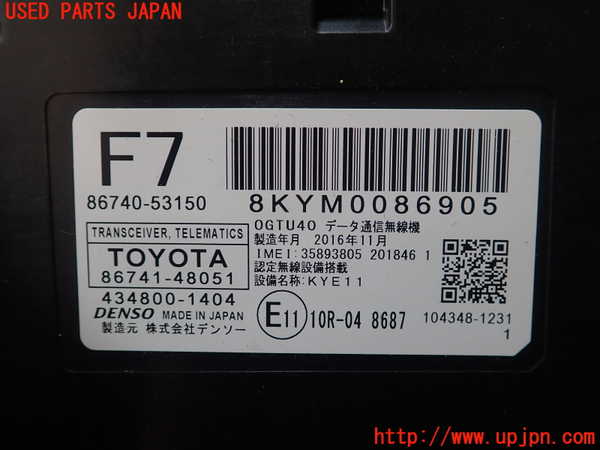 USED PARTS JAPAN
F7
86740-53150
8KYM0086905
TRANSCEIVER, TELEMATICS
TOYOTA
86741-48051
434800-1404
DENSO MADE IN JAPAN
製造元 株式会社デンソー
0GTU40 データ通信無線機
製造年月 2016年11月
IMEI:35893805 201846 1
認定無線設備搭載
設備名称:KYE11
E11 10R-04 8687
104348-1231
1
http://www.upjpn.com/